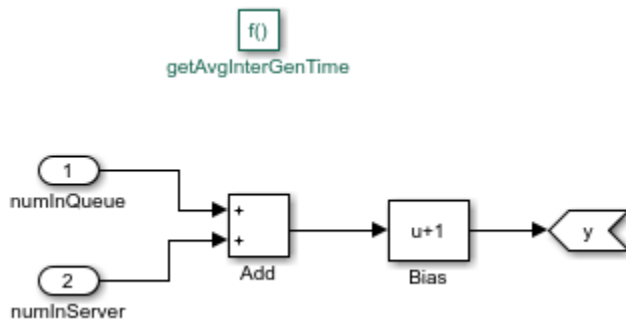 f()
getAvgInterGenTime
1
numInQueue
+
+
Add
u+1
Bias
y
2
numInServer